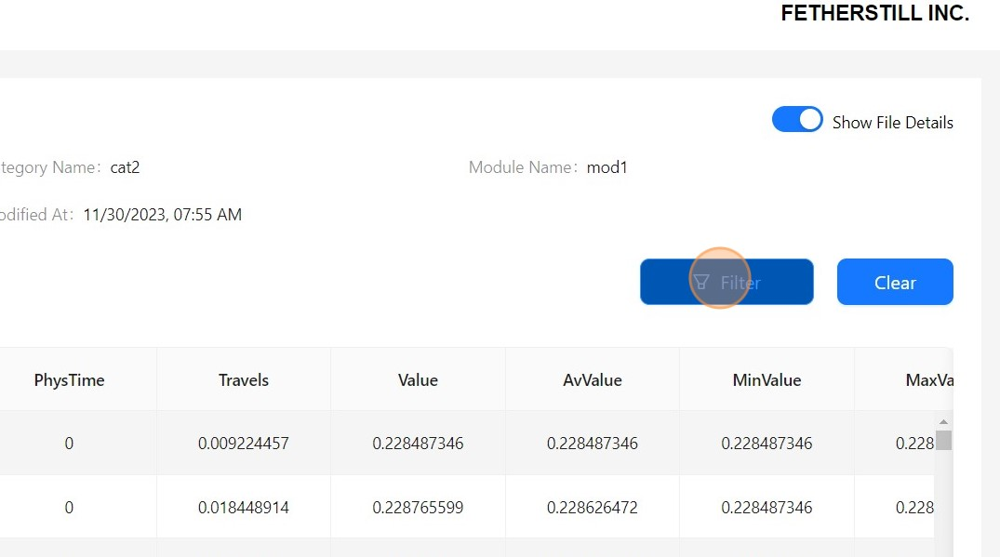 FETHERSTILL INC.
Show File Details
tegory Name: cat2 Module Name: mod1
odified At: 11/30/2023, 07:55 AM
Filter Clear
PhysTime Travels Value AvValue MinValue MaxVa
0 0.009224457 0.228487346 0.228487346 0.228487346 0.228
0 0.018448914 0.228765599 0.228626472 0.228487346 0.228